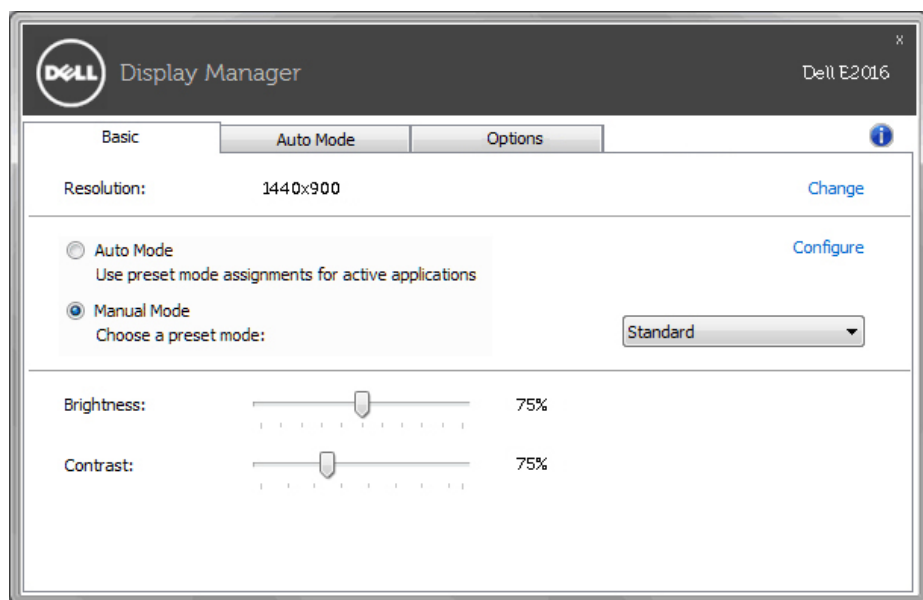 x
DELL Display Manager
Dell E2016
Basic Auto Mode Options i
Resolution: 1440x900 Change
Auto Mode Configure
Use preset mode assignments for active applications
Manual Mode
Choose a preset mode: Standard
Brightness: 75%
Contrast: 75%